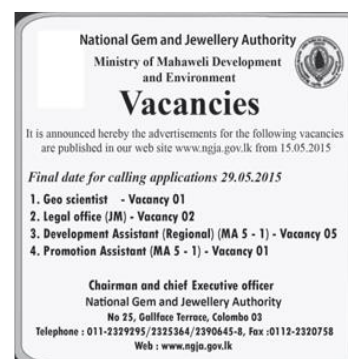 National Gem and Jewellery Authority
Ministry of Mahaweli Development
and Environment
Vacancies
It is announced hereby the advertisements for the following vacancies
are published in our web site www.ngja.gov.lk from 15.05.2015
Final date for calling applications 29.05.2015
1. Geo scientist - Vacancy 01
2. Legal office (JM) - Vacancy 02
3. Development Assistant (Regional) (MA 5 - 1) - Vacancy 05
4. Promotion Assistant (MA 5 - 1) - Vacancy 01
Chairman and chief Executive officer
National Gem and Jewellery Authority
No 25, Gallface Terrace, Colombo 03
Telephone : 011-2329295/2325364/2390645-8, Fax :0112-2320758
Web : www.ngja.gov.lk